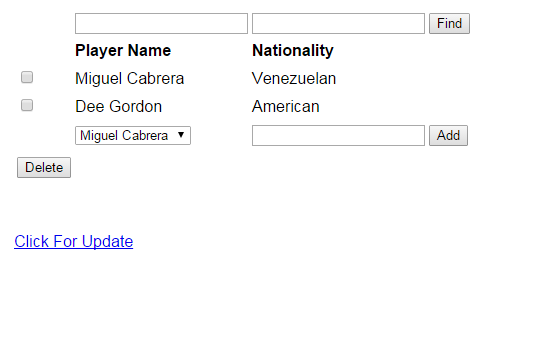 Find
Player Name Nationality
Miguel Cabrera Venezuelan
Dee Gordon American
Miguel Cabrera Add
Delete
Click For Update